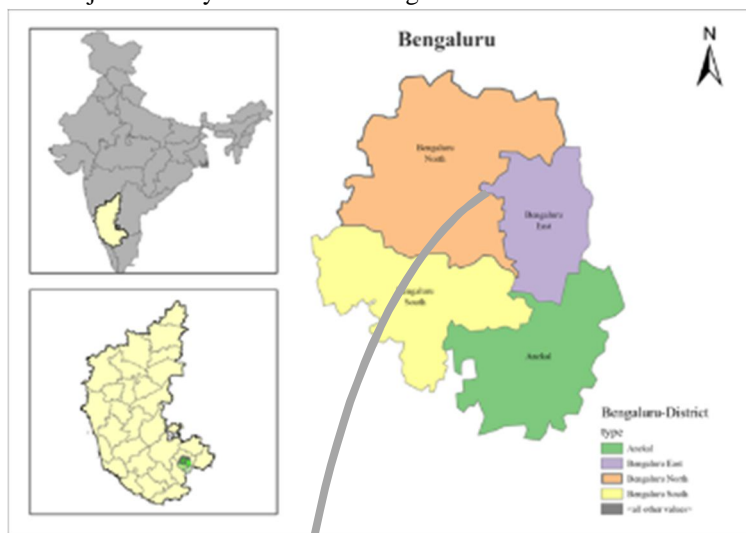 Bengaluru
N
Bengaluru
North
Bengaluru
East
Bengaluru
South
Anekal
Bengaluru-District
type
Anekal
Bengaluru East
Bengaluru North
Bengaluru South
<all other values>